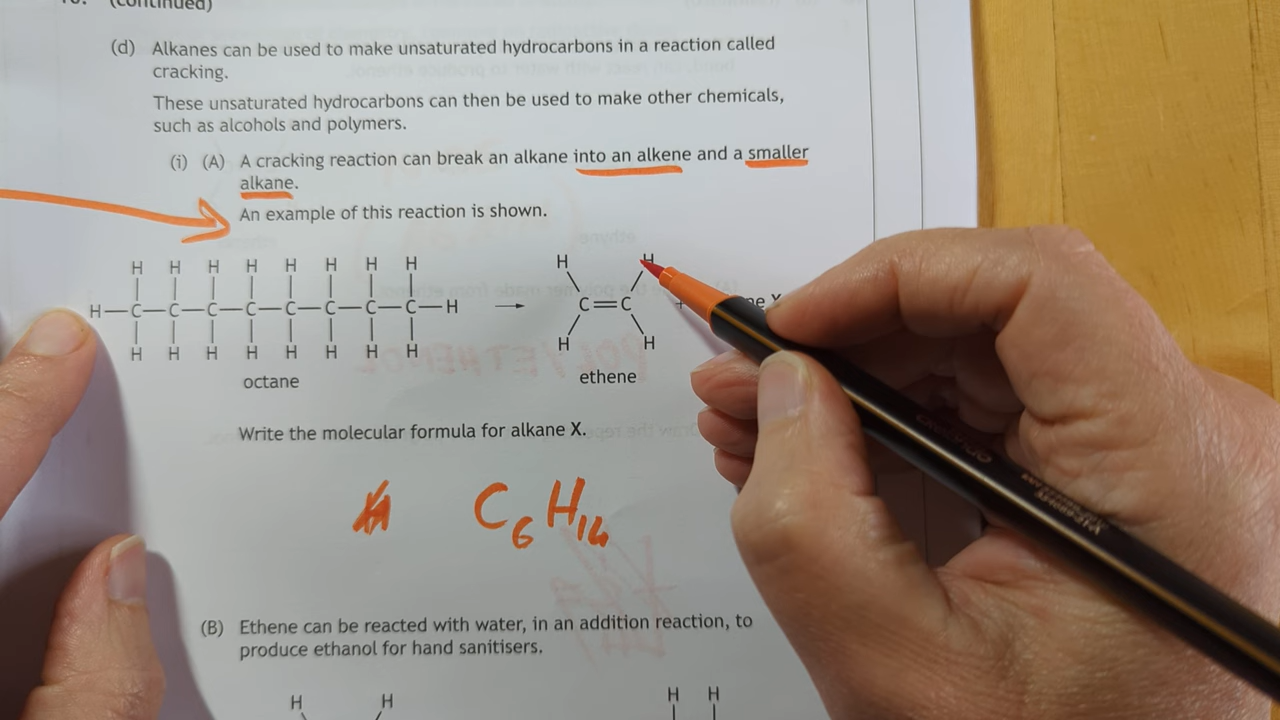 (continued)
(d) Alkanes can be used to make unsaturated hydrocarbons in a reaction called
cracking.
These unsaturated hydrocarbons can then be used to make other chemicals,
such as alcohols and polymers.
(i) (A) A cracking reaction can break an alkane into an alkene and a smaller
alkane.
An example of this reaction is shown.
H H H H H H H H H H
H—C—C—C—C—C—C—C—C—H → C=C +
H H H H H H H H H H
octane ethene
Write the molecular formula for alkane X.
C6H14
(B) Ethene can be reacted with water, in an addition reaction, to
produce ethanol for hand sanitisers.
H H H H